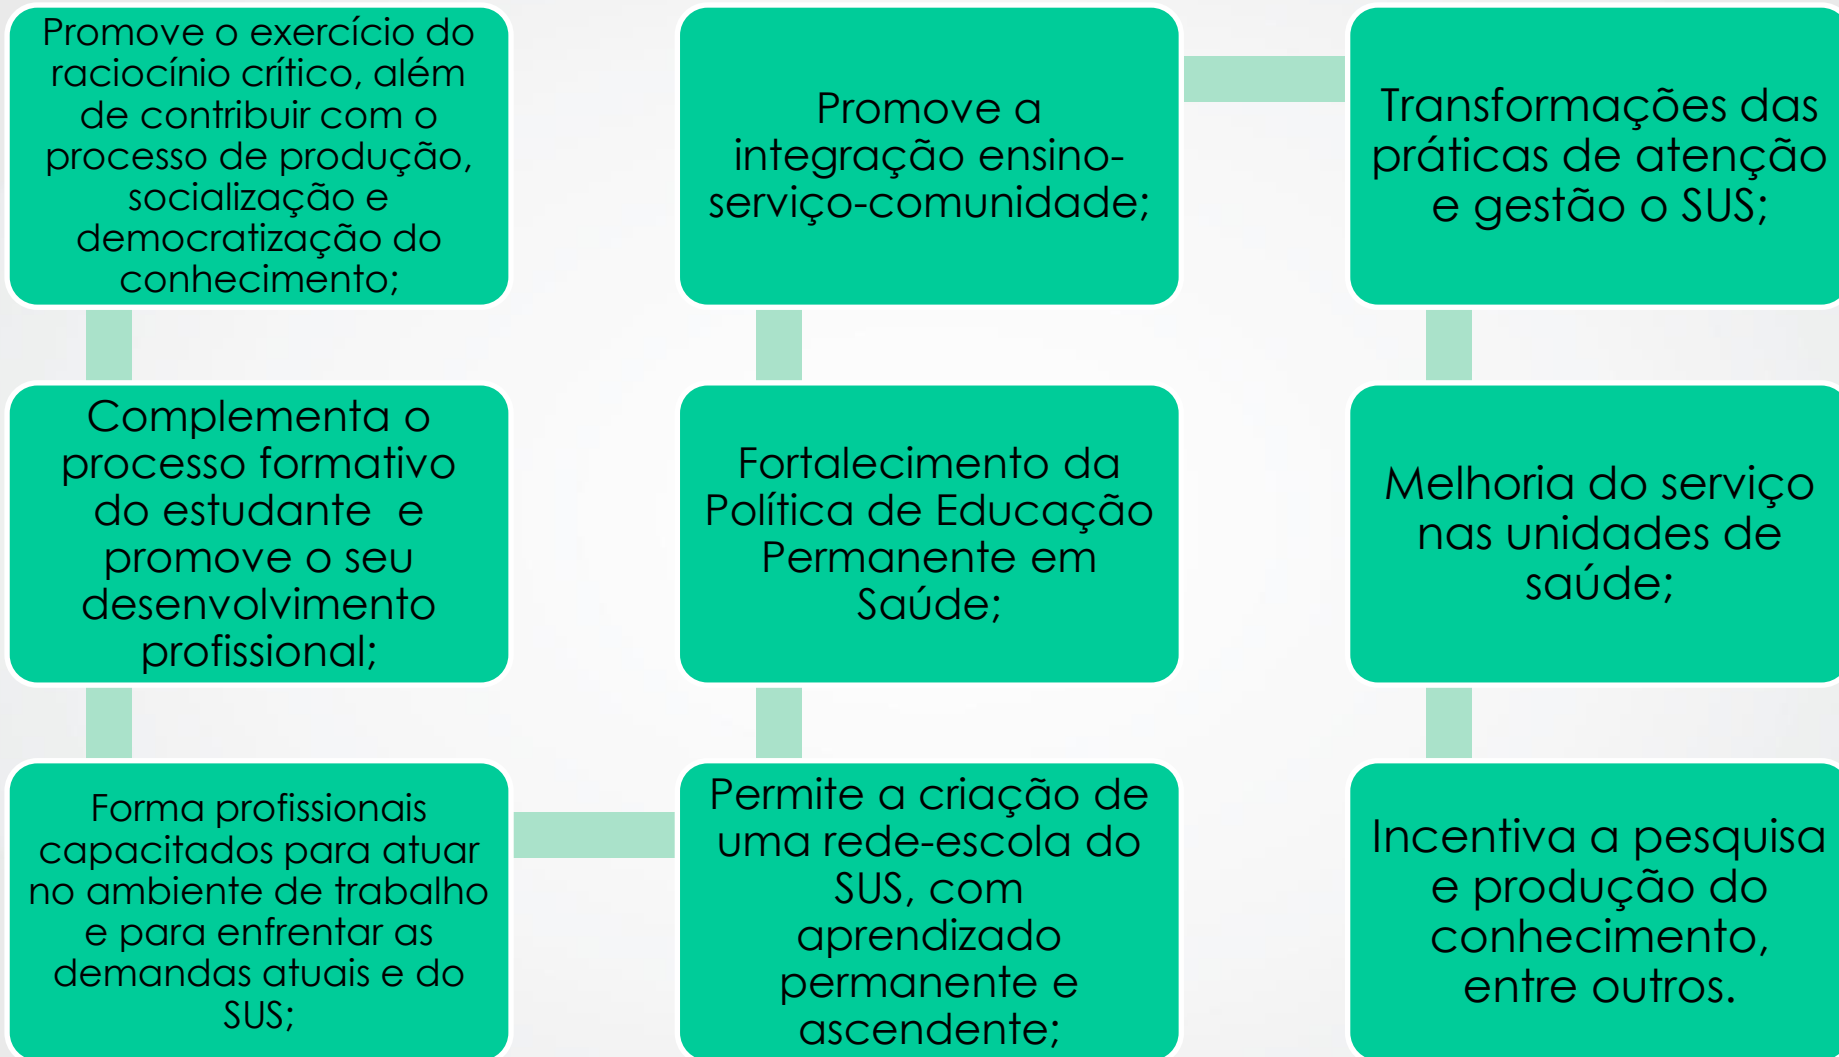 Promove o exercício do
raciocínio crítico, além
de contribuir com o
processo de produção,
socialização e
democratização do
conhecimento;
Complementa o
processo formativo
do estudante e
promove o seu
desenvolvimento
profissional;
Forma profissionais
capacitados para atuar
no ambiente de trabalho
e para enfrentar as
demandas atuais e do
SUS;
Permite a criação de
uma rede-escola do
SUS, com
aprendizado
permanente e
ascendente;
Fortalecimento da
Política de Educação
Permanente em
Saúde;
Promove a
integração ensino-
serviço-comunidade;
Transformações das
práticas de atenção
e gestão o SUS;
Melhoria do serviço
nas unidades de
saúde;
Incentiva a pesquisa
e produção do
conhecimento,
entre outros.